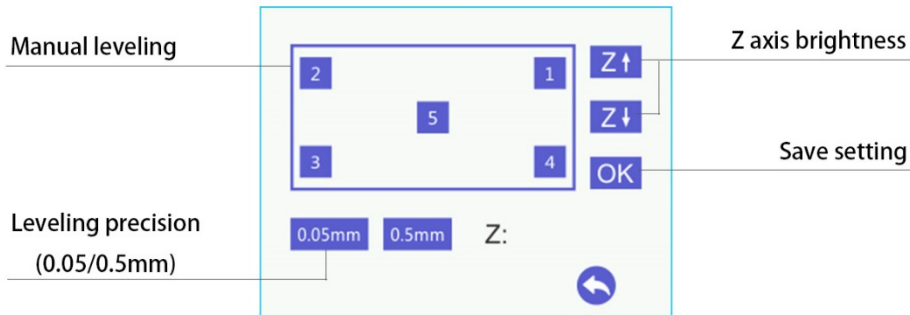 Manual leveling
Z axis brightness
2
1
Z↑
5
Z↓
3
4
OK
Save setting
Leveling precision
(0.05/0.5mm)
0.05mm
0.5mm
Z: